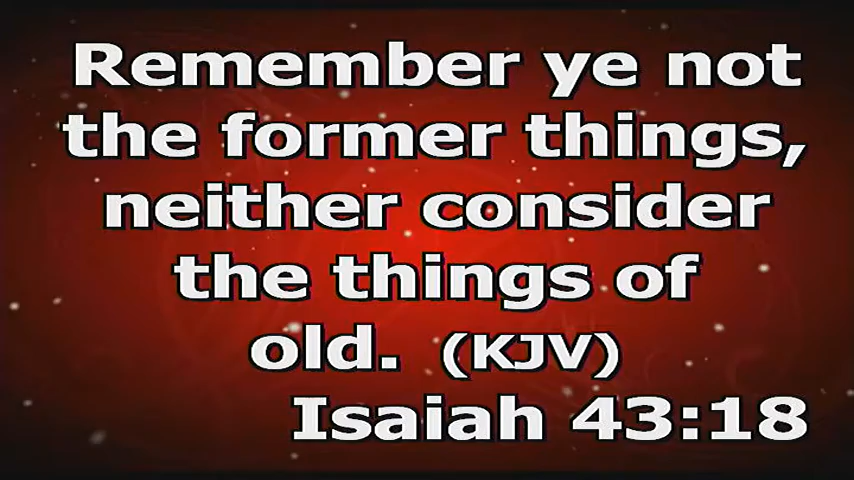 Remember ye not
the former things,
neither consider
the things of
old. (KJV)
Isaiah 43:18